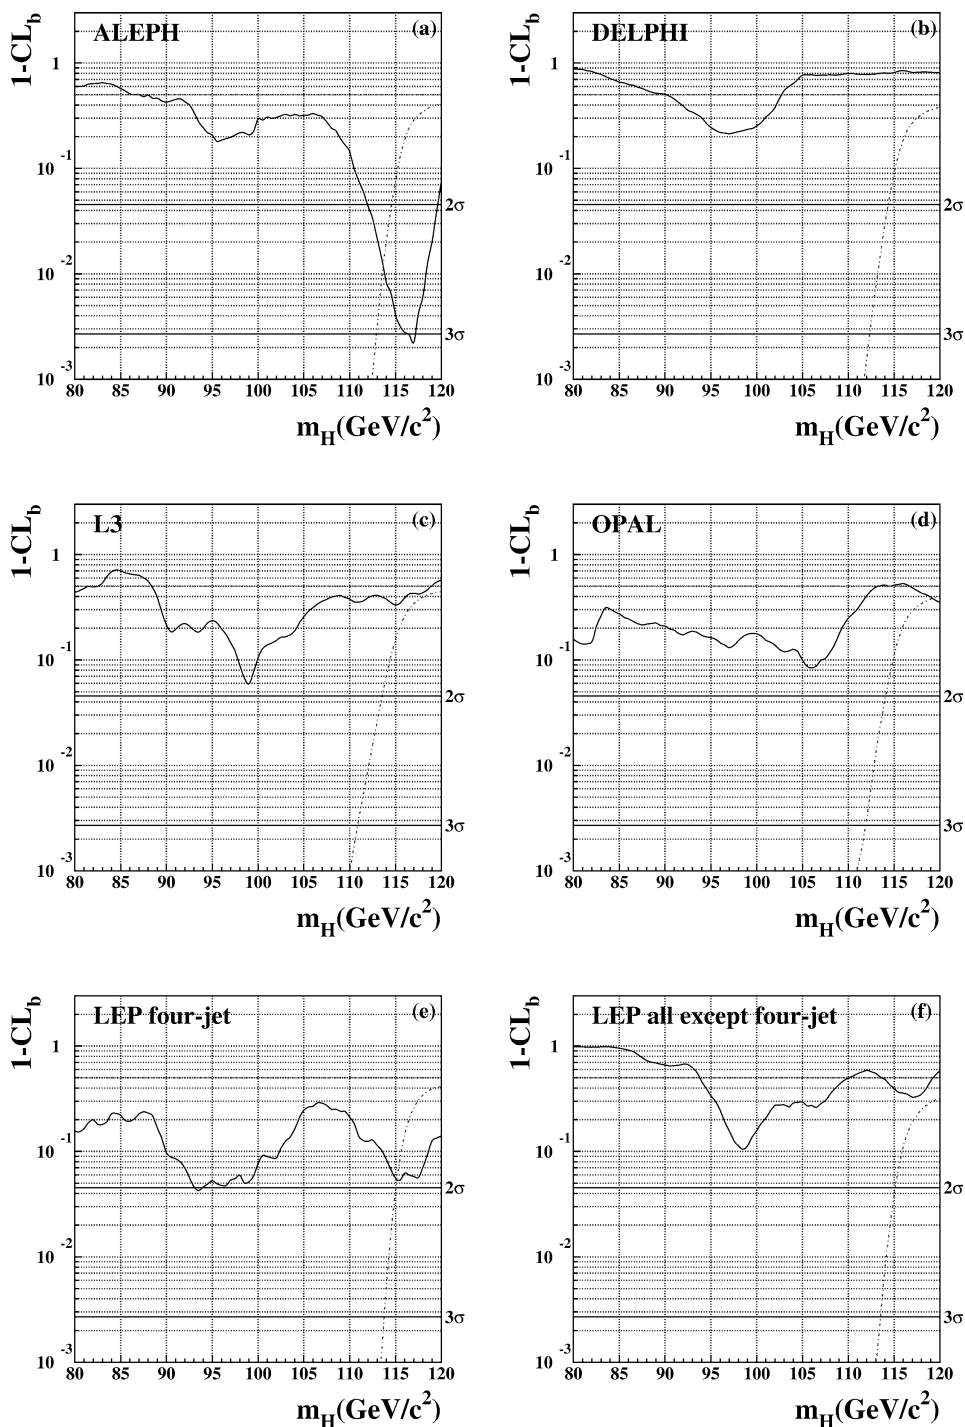 1-CL_b
ALEPH
(a)
1
10^-1
2σ
10^-2
3σ
10^-3
80 85 90 95 100 105 110 115 120
m_H(GeV/c^2)
1-CL_b
DELPHI
(b)
1
10^-1
2σ
10^-2
3σ
10^-3
80 85 90 95 100 105 110 115 120
m_H(GeV/c^2)
1-CL_b
L3
(c)
1
10^-1
2σ
10^-2
3σ
10^-3
80 85 90 95 100 105 110 115 120
m_H(GeV/c^2)
1-CL_b
OPAL
(d)
1
10^-1
2σ
10^-2
3σ
10^-3
80 85 90 95 100 105 110 115 120
m_H(GeV/c^2)
1-CL_b
LEP four-jet
(e)
1
10^-1
2σ
10^-2
3σ
10^-3
80 85 90 95 100 105 110 115 120
m_H(GeV/c^2)
1-CL_b
LEP all except four-jet
(f)
1
10^-1
2σ
10^-2
3σ
10^-3
80 85 90 95 100 105 110 115 120
m_H(GeV/c^2)